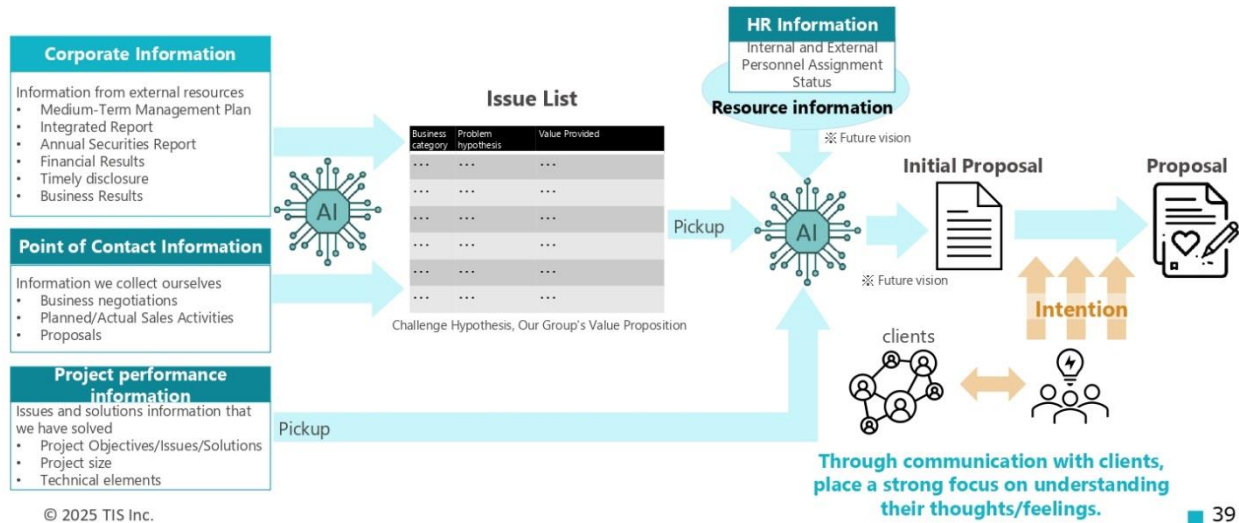 Corporate Information
Information from external resources
• Medium-Term Management Plan
• Integrated Report
• Annual Securities Report
• Financial Results
• Timely disclosure
• Business Results
Point of Contact Information
Information we collect ourselves
• Business negotiations
• Planned/Actual Sales Activities
• Proposals
Project performance
information
Issues and solutions information that
we have solved
• Project Objectives/Issues/Solutions
• Project size
• Technical elements
AI
Issue List
Business
category
Problem
hypothesis
Value Provided
… … …
… … …
… … …
… … …
… … …
… … …
Challenge Hypothesis, Our Group's Value Proposition
Pickup
Pickup
HR Information
Internal and External
Personnel Assignment
Status
Resource information
※ Future vision
AI
※ Future vision
Initial Proposal
Proposal
Intention
clients
Through communication with clients,
place a strong focus on understanding
their thoughts/feelings.
© 2025 TIS Inc.
39